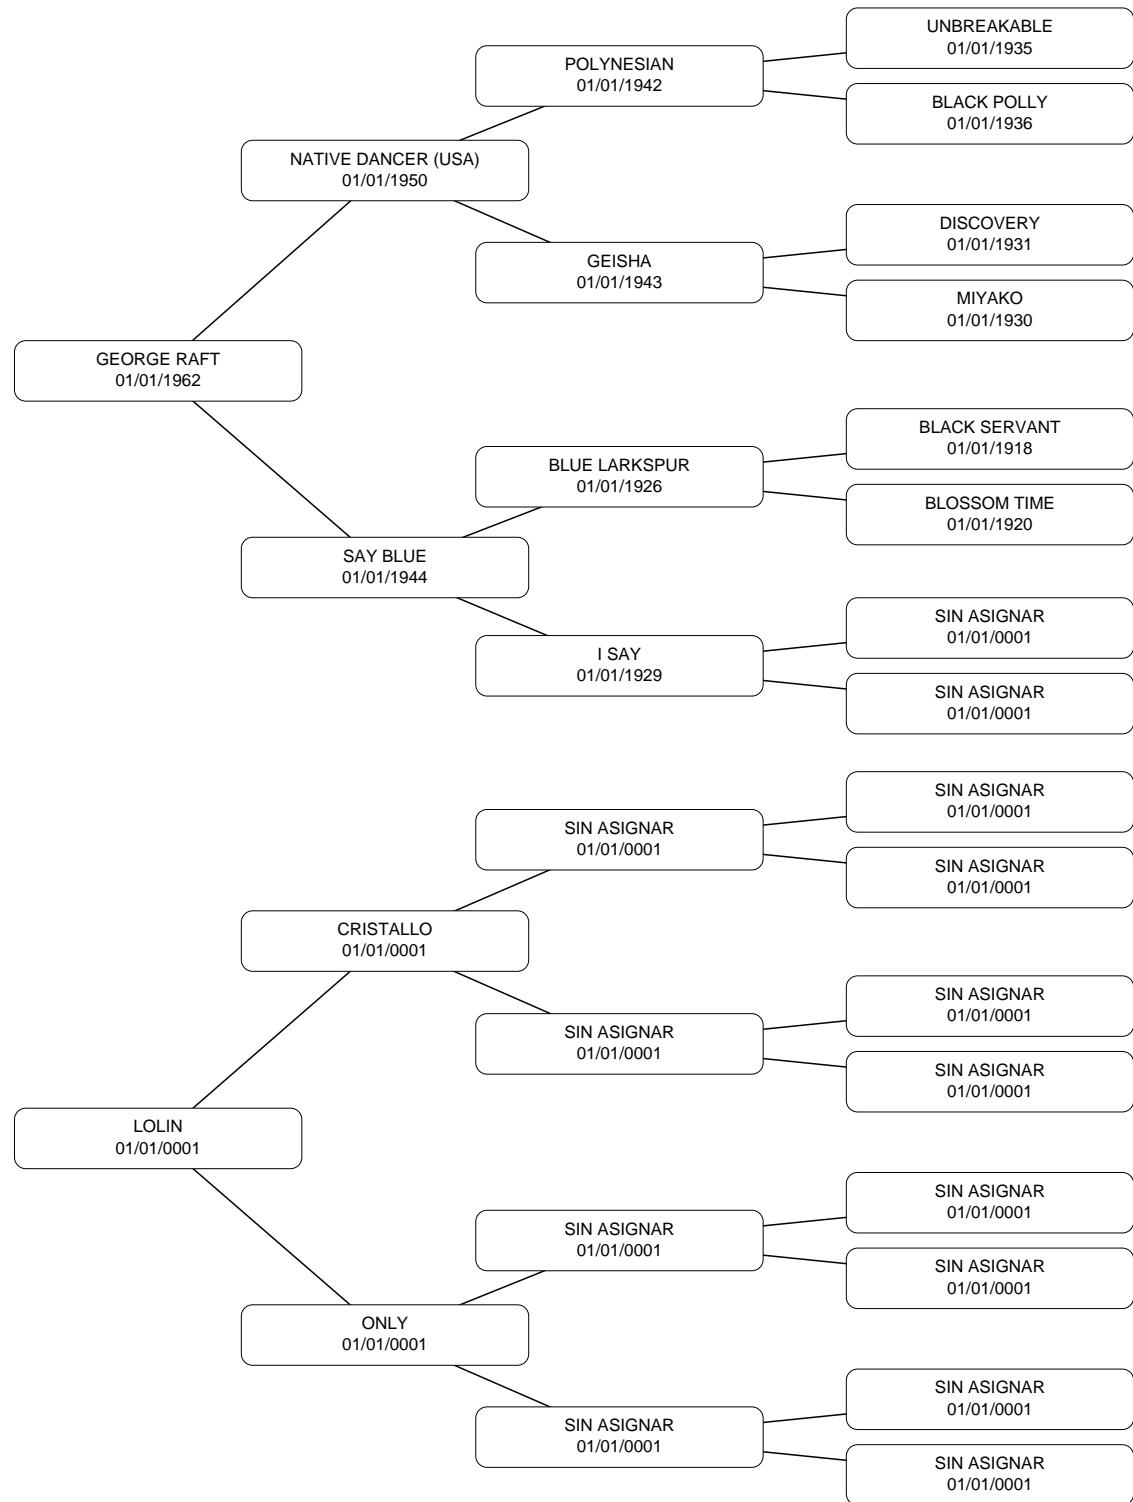 UNBREAKABLE
01/01/1935
POLYNESIAN
01/01/1942
BLACK POLLY
01/01/1936
NATIVE DANCER (USA)
01/01/1950
DISCOVERY
01/01/1931
GEISHA
01/01/1943
MIYAKO
01/01/1930
GEORGE RAFT
01/01/1962
BLACK SERVANT
01/01/1918
BLUE LARKSPUR
01/01/1926
BLOSSOM TIME
01/01/1920
SAY BLUE
01/01/1944
SIN ASIGNAR
01/01/0001
I SAY
01/01/1929
SIN ASIGNAR
01/01/0001
SIN ASIGNAR
01/01/0001
SIN ASIGNAR
01/01/0001
SIN ASIGNAR
01/01/0001
CRISTALLO
01/01/0001
SIN ASIGNAR
01/01/0001
SIN ASIGNAR
01/01/0001
SIN ASIGNAR
01/01/0001
LOLIN
01/01/0001
SIN ASIGNAR
01/01/0001
SIN ASIGNAR
01/01/0001
SIN ASIGNAR
01/01/0001
ONLY
01/01/0001
SIN ASIGNAR
01/01/0001
SIN ASIGNAR
01/01/0001
SIN ASIGNAR
01/01/0001